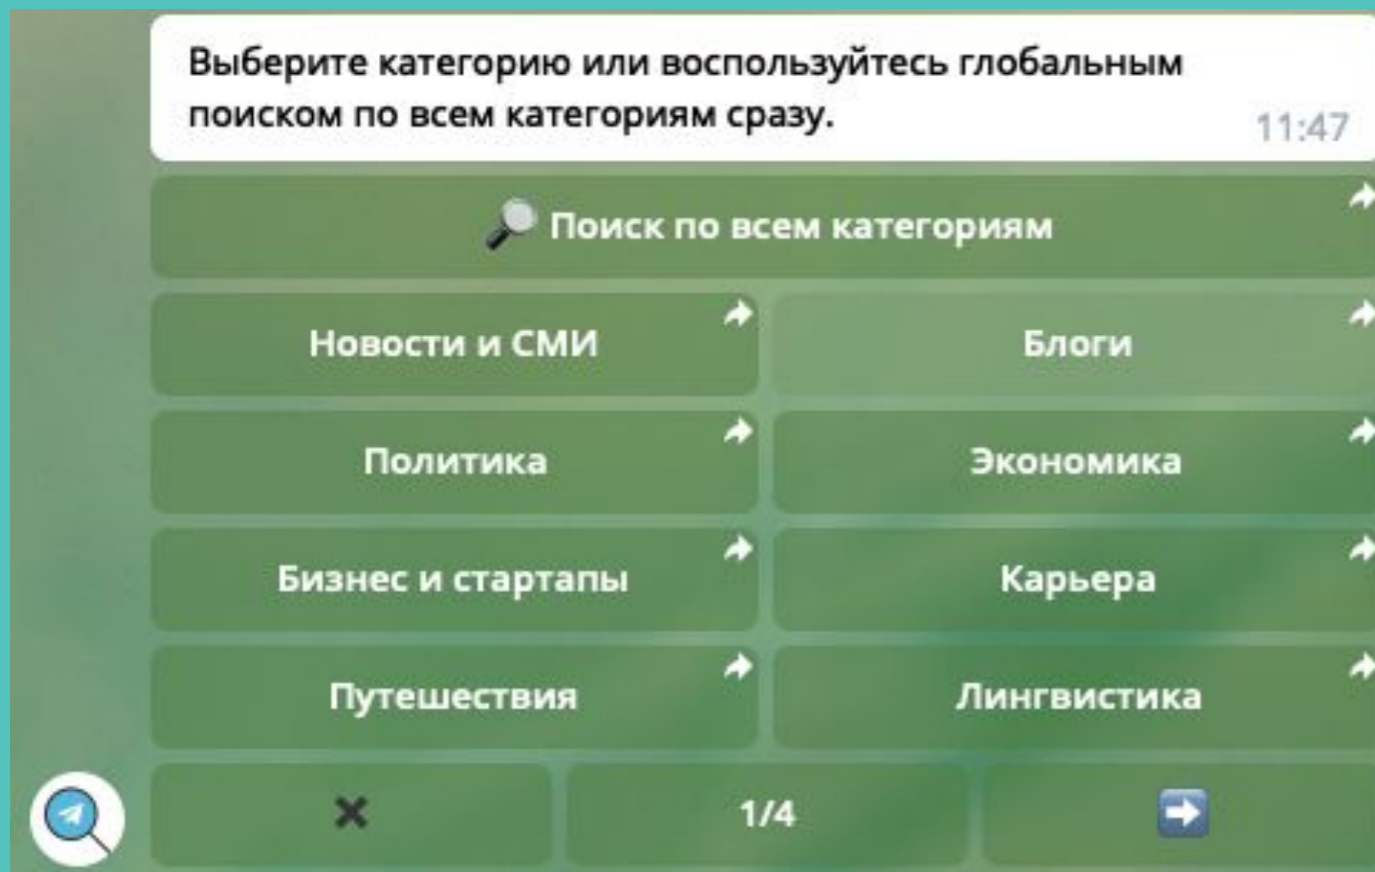 Выберите категорию или воспользуйтесь глобальным
поиском по всем категориям сразу.
11:47
Поиск по всем категориям
Новости и СМИ
Блоги
Политика
Экономика
Бизнес и стартапы
Карьера
Путешествия
Лингвистика
1/4